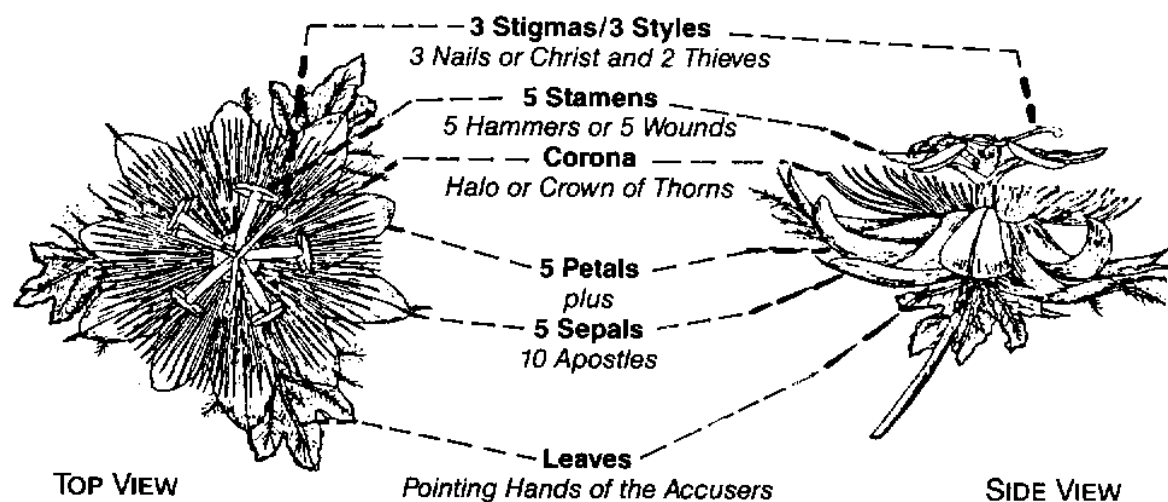 3 Stigmas/3 Styles
3 Nails or Christ and 2 Thieves
5 Stamens
5 Hammers or 5 Wounds
Corona
Halo or Crown of Thorns
5 Petals
plus
5 Sepals
10 Apostles
Leaves
Pointing Hands of the Accusers
TOP VIEW
SIDE VIEW